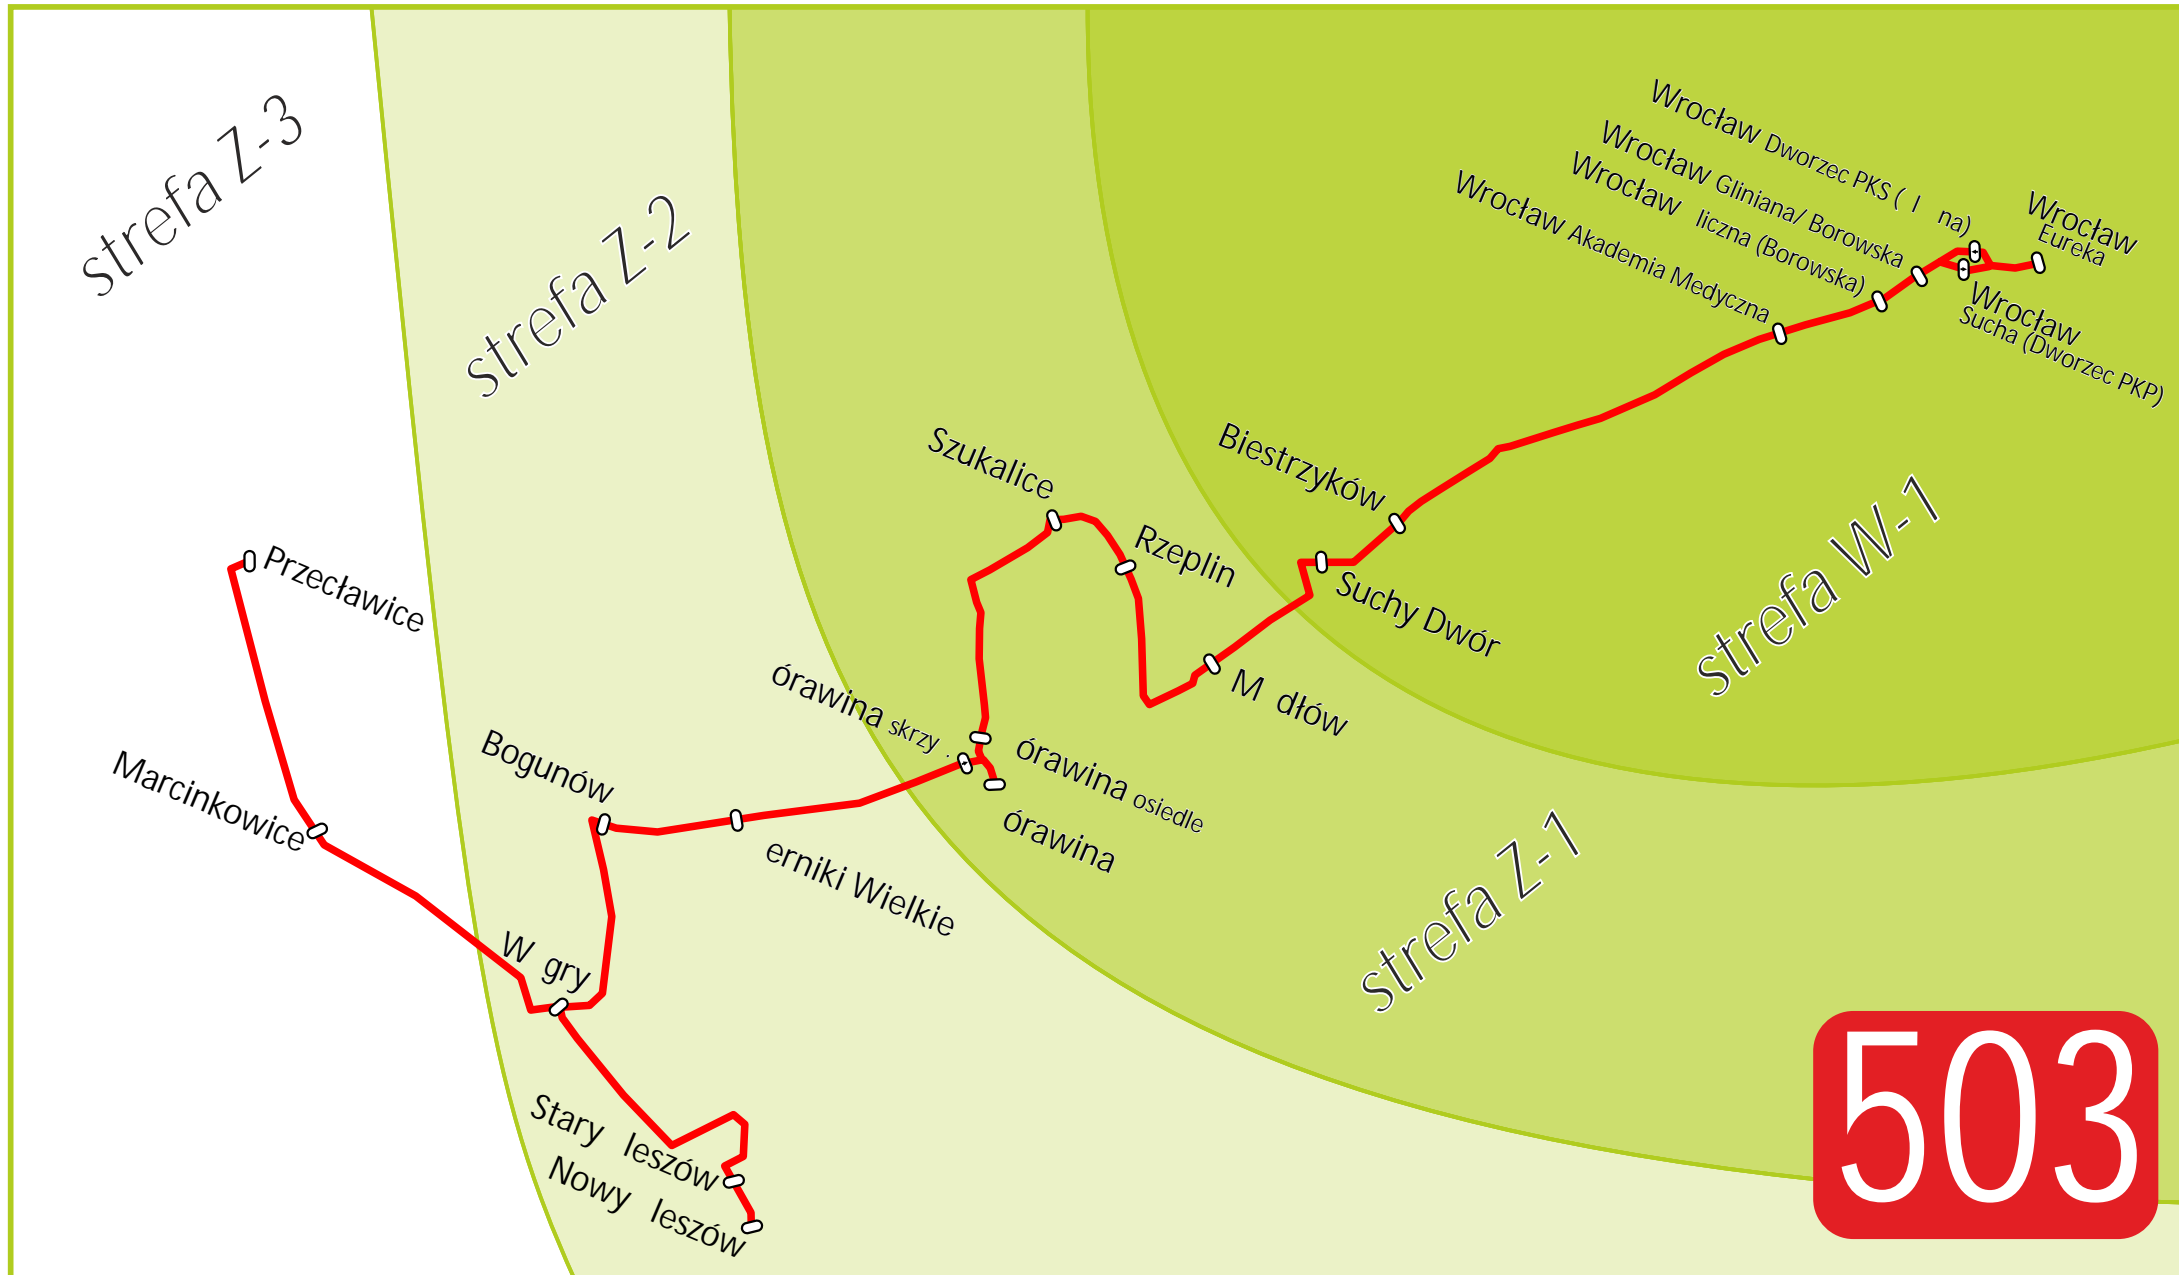 strefa Z-3
strefa Z-2
Wrocław Dworzec PKS ( l na)
Wrocław Gliniana/ Borowska
Wrocław liczna (Borowska)
Wrocław Akademia Medyczna
Wrocław
Eureka
Wrocław
Sucha (Dworzec PKP)
Biestrzyków
Szukalice
Rzeplin
Suchy Dwór
strefa W-1
Przecławice
M dłów
órawina skrzy .
órawina osiedle
órawina
Bogunów
Marcinkowice
erniki Wielkie
W gry
strefa Z-1
Stary leszów
Nowy leszów
503